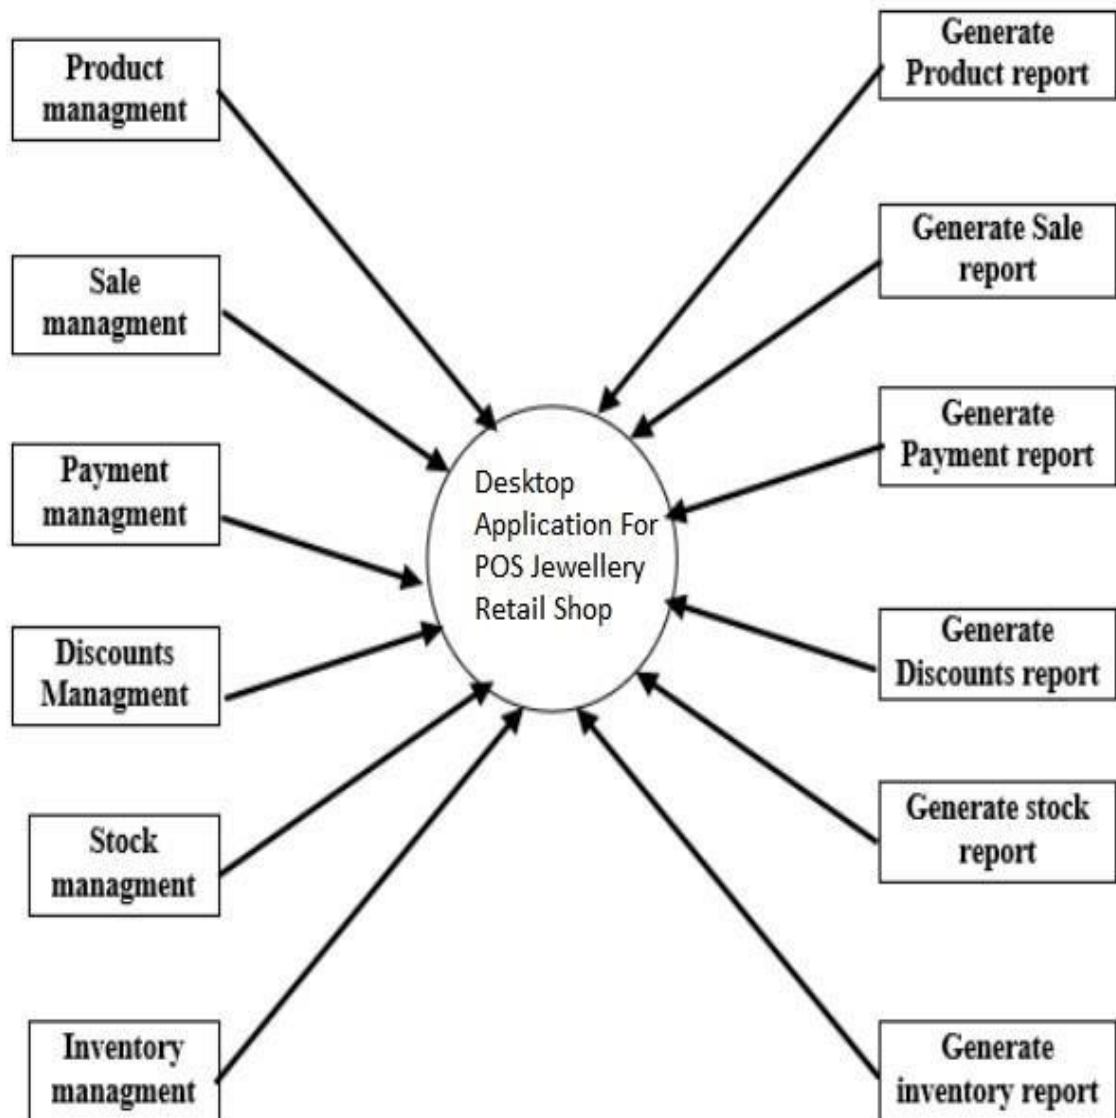 Product
managment
Sale
managment
Payment
managment
Discounts
Managment
Stock
managment
Inventory
managment
Desktop
Application For
POS Jewellery
Retail Shop
Generate
Product report
Generate Sale
report
Generate
Payment report
Generate
Discounts report
Generate stock
report
Generate
inventory report